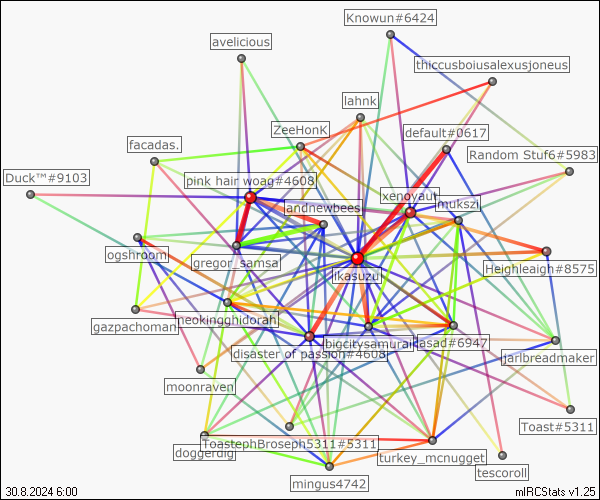 Knowun#6424
avelicious
thiccusboiusalexusjoneus
lahnk
ZeeHonK
default#0617
facadas.
Random Stuf6#5983
Duck™#9103
pink hair woag#4608
xenoyaut
mukszi
andnewbees
ogshroom
gregor_samsa
Ikasuzu
Heighleaigh#8575
gazpachoman
neokingghidorah
bigcitysamurai
asad#6947
disaster of passion#4608
jarlbreadmaker
moonraven
Toast#5311
doggerdig
ToastephBroseph5311#5311
turkey_mcnugget
tescoroll
mingus4742
30.8.2024 6:00
mIRCStats v1.25